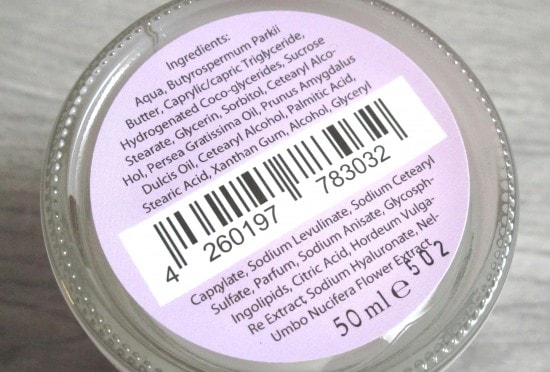 Ingredients:
Aqua, Butyrospermum Parkii
Butter, Caprylic/capric Triglyceride,
Hydrogenated Coco-glycerides, Sucrose
Stearate, Glycerin, Sorbitol, Cetearyl Alco-
Hol, Persea Gratissima Oil, Prunus Amygdalus
Dulcis Oil, Cetearyl Alcohol, Palmitic Acid,
Stearic Acid, Xanthan Gum, Alcohol, Glyceryl
4 260197 783032
Caprylate, Sodium Levulinate, Sodium Cetearyl
Sulfate, Parfum, Sodium Anisate, Glycosph-
Ingolipids, Citric Acid, Hordeum Vulga-
Re Extract, Sodium Hyaluronate, Nel-
Umbo Nucifera Flower Extract
50 ml e 502